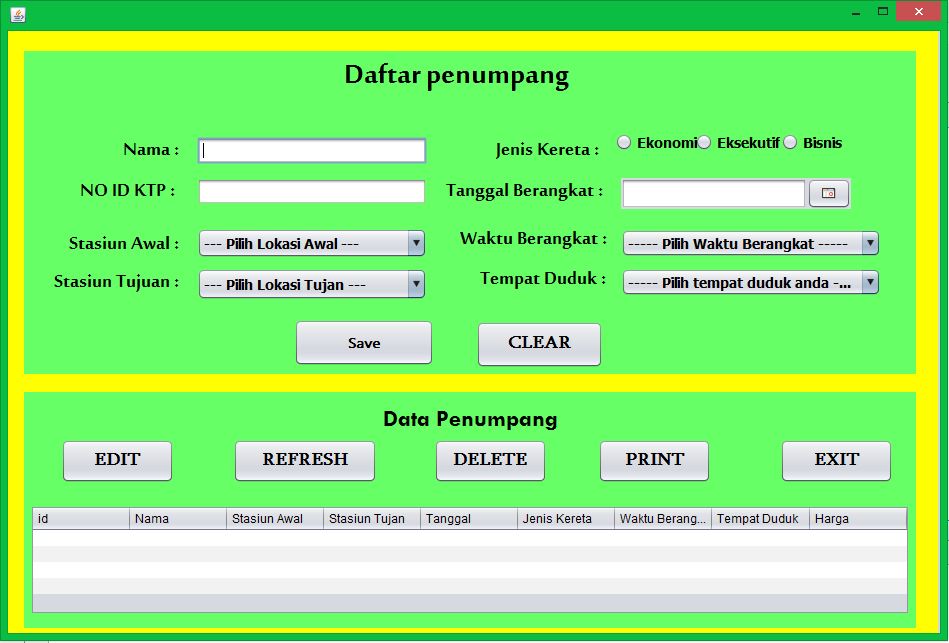 Daftar penumpang
Nama :
Jenis Kereta : Ekonomi Eksekutif Bisnis
NO ID KTP :
Tanggal Berangkat :
Stasiun Awal : --- Pilih Lokasi Awal ---
Waktu Berangkat : ----- Pilih Waktu Berangkat -----
Stasiun Tujuan : --- Pilih Lokasi Tujan ---
Tempat Duduk : ----- Pilih tempat duduk anda -...
Save CLEAR
Data Penumpang
EDIT REFRESH DELETE PRINT EXIT
id Nama Stasiun Awal Stasiun Tujan Tanggal Jenis Kereta Waktu Berang... Tempat Duduk Harga